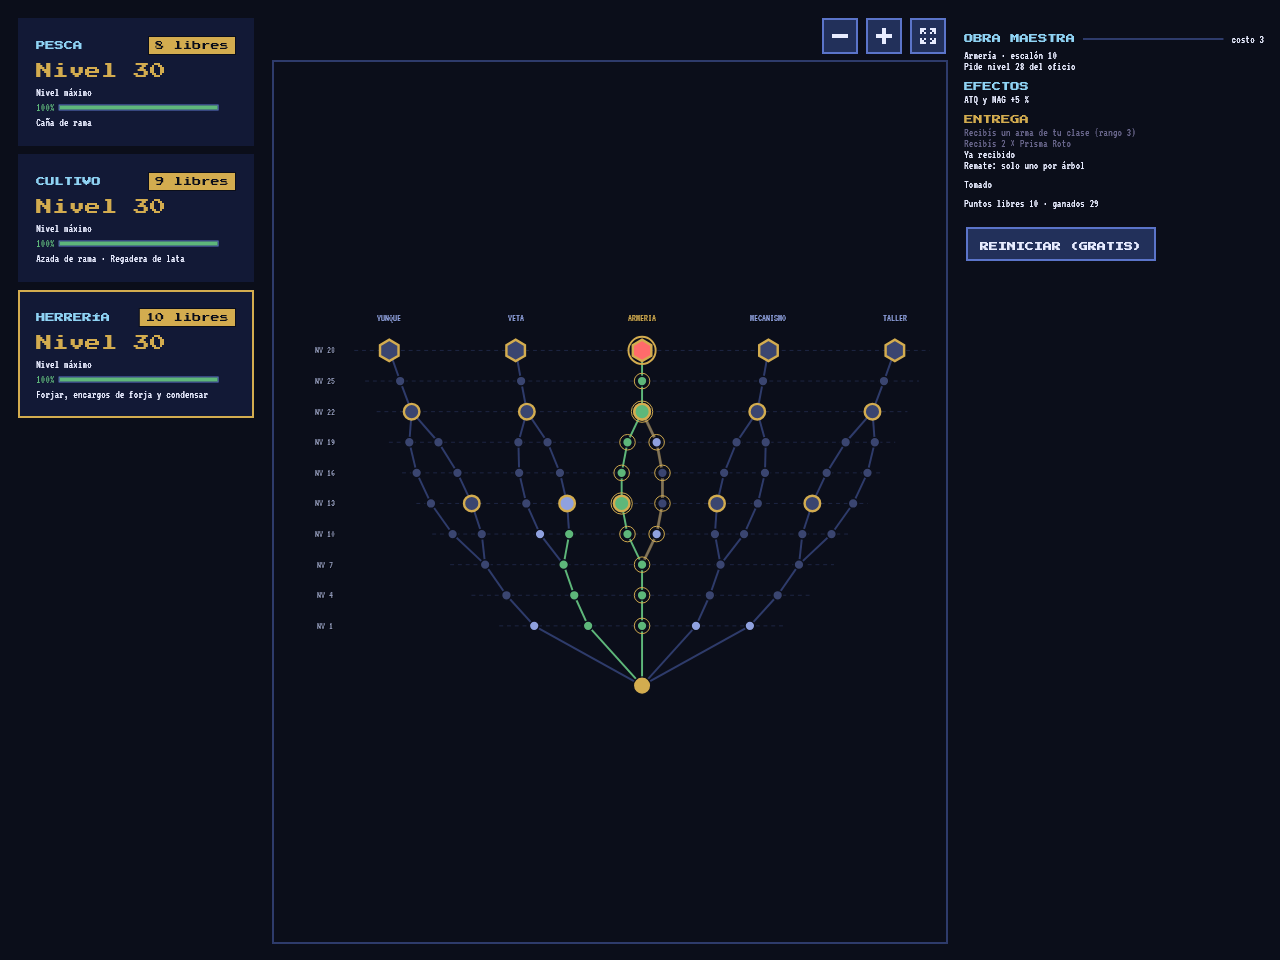 PESCA
8 libres
Nivel 30
Nivel máximo
100%
Caña de rama
CULTIVO
9 libres
Nivel 30
Nivel máximo
100%
Azada de rama · Regadera de lata
HERRERíA
10 libres
Nivel 30
Nivel máximo
100%
Forjar, encargos de forja y condensar
YUNQUE
VETA
ARMERIA
MECANISMO
TALLER
NV 28
NV 25
NV 22
NV 19
NV 16
NV 13
NV 10
NV 7
NV 4
NV 1
OBRA MAESTRA
costo 3
Armería · escalón 10
Pide nivel 28 del oficio
EFECTOS
ATQ y MAG +5 %
ENTREGA
Recibís un arma de tu clase (rango 3)
Recibís 2 × Prisma Roto
Ya recibido
Remate: solo uno por árbol
Tomado
Puntos libres 10 · ganados 29
REINICIAR (GRATIS)